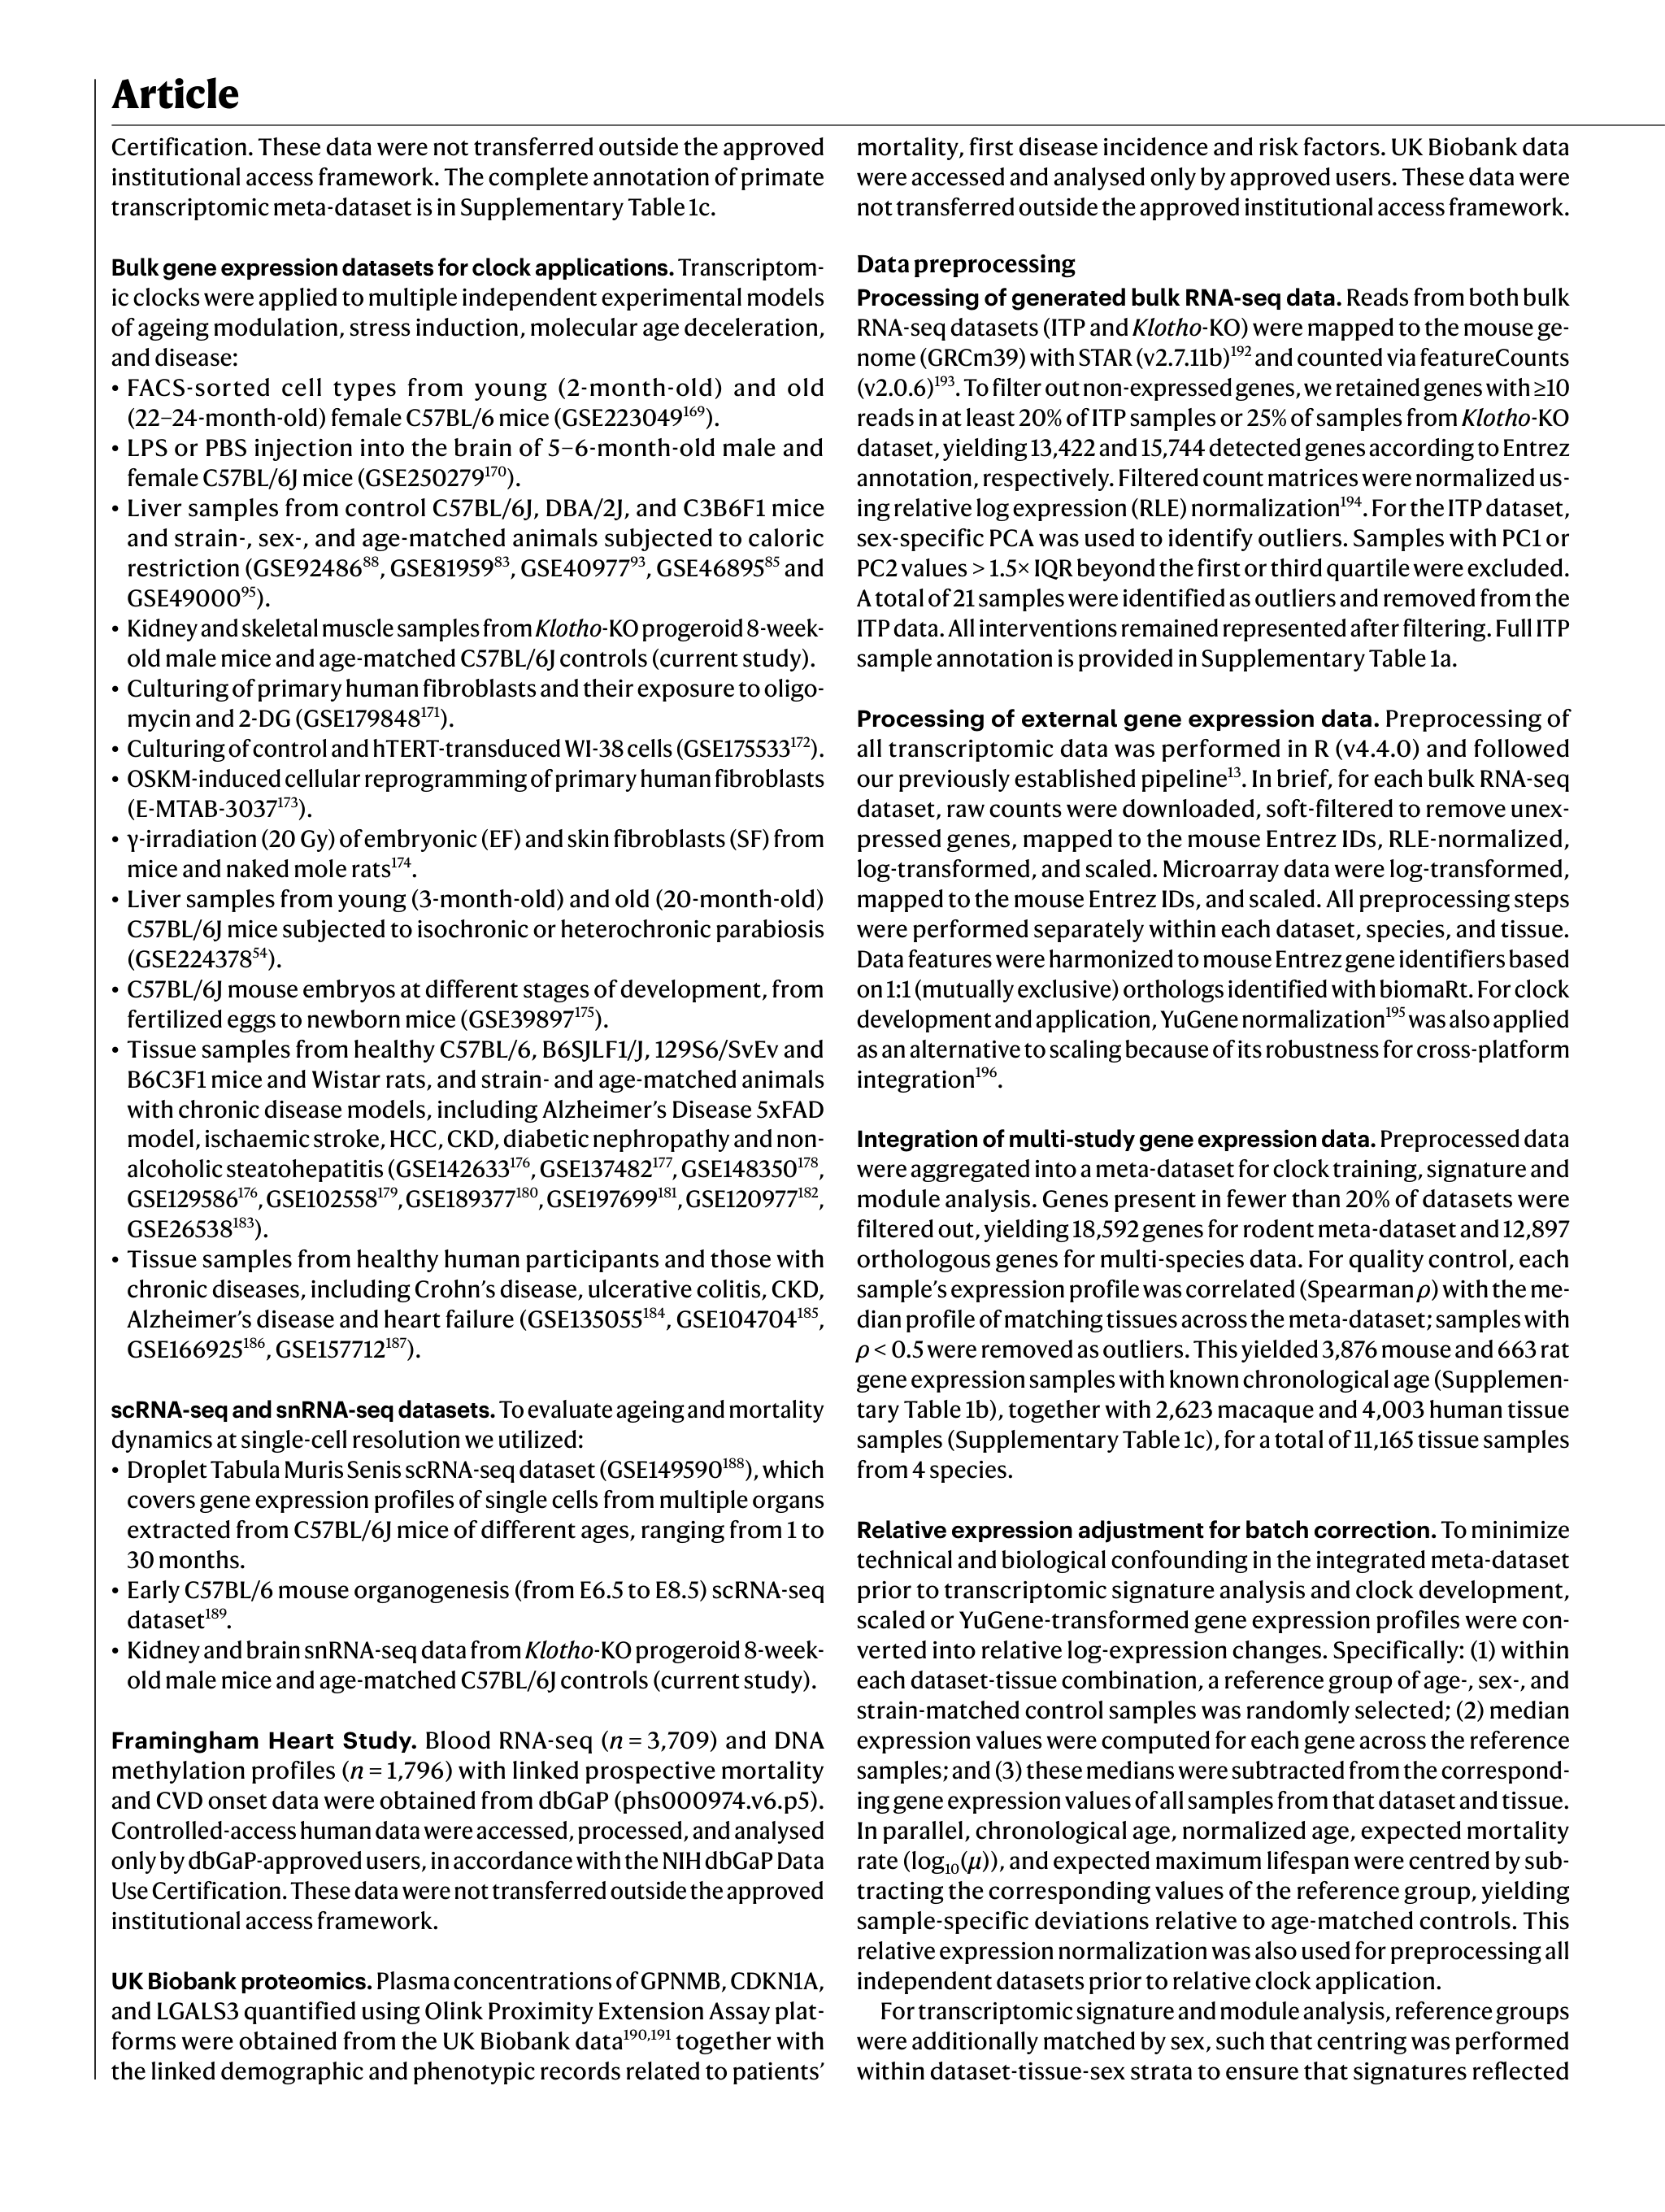 Article
Certification. These data were not transferred outside the approved
institutional access framework. The complete annotation of primate
transcriptomic meta-dataset is in Supplementary Table 1c.
Bulk gene expression datasets for clock applications. Transcriptom-
ic clocks were applied to multiple independent experimental models
of ageing modulation, stress induction, molecular age deceleration,
and disease:
• FACS-sorted cell types from young (2-month-old) and old
(22–24-month-old) female C57BL/6 mice (GSE223049169).
• LPS or PBS injection into the brain of 5–6-month-old male and
female C57BL/6J mice (GSE250279170).
• Liver samples from control C57BL/6J, DBA/2J, and C3B6F1 mice
and strain-, sex-, and age-matched animals subjected to caloric
restriction (GSE9248688, GSE8195983, GSE4097793, GSE4689585 and
GSE4900095).
• Kidney and skeletal muscle samples from Klotho-KO progeroid 8-week-
old male mice and age-matched C57BL/6J controls (current study).
• Culturing of primary human fibroblasts and their exposure to oligo-
mycin and 2-DG (GSE179848171).
• Culturing of control and hTERT-transduced WI-38 cells (GSE175533172).
• OSKM-induced cellular reprogramming of primary human fibroblasts
(E-MTAB-3037173).
• γ-irradiation (20 Gy) of embryonic (EF) and skin fibroblasts (SF) from
mice and naked mole rats174.
• Liver samples from young (3-month-old) and old (20-month-old)
C57BL/6J mice subjected to isochronic or heterochronic parabiosis
(GSE22437854).
• C57BL/6J mouse embryos at different stages of development, from
fertilized eggs to newborn mice (GSE39897175).
• Tissue samples from healthy C57BL/6, B6SJLF1/J, 129S6/SvEv and
B6C3F1 mice and Wistar rats, and strain- and age-matched animals
with chronic disease models, including Alzheimer’s Disease 5xFAD
model, ischaemic stroke, HCC, CKD, diabetic nephropathy and non-
alcoholic steatohepatitis (GSE142633176, GSE137482177, GSE148350178,
GSE129586176, GSE102558179, GSE189377180, GSE197699181, GSE120977182,
GSE26538183).
• Tissue samples from healthy human participants and those with
chronic diseases, including Crohn’s disease, ulcerative colitis, CKD,
Alzheimer’s disease and heart failure (GSE135055184, GSE104704185,
GSE166925186, GSE157712187).
scRNA-seq and snRNA-seq datasets. To evaluate ageing and mortality
dynamics at single-cell resolution we utilized:
• Droplet Tabula Muris Senis scRNA-seq dataset (GSE149590188), which
covers gene expression profiles of single cells from multiple organs
extracted from C57BL/6J mice of different ages, ranging from 1 to
30 months.
• Early C57BL/6 mouse organogenesis (from E6.5 to E8.5) scRNA-seq
dataset189.
• Kidney and brain snRNA-seq data from Klotho-KO progeroid 8-week-
old male mice and age-matched C57BL/6J controls (current study).
Framingham Heart Study. Blood RNA-seq (n = 3,709) and DNA
methylation profiles (n = 1,796) with linked prospective mortality
and CVD onset data were obtained from dbGaP (phs000974.v6.p5).
Controlled-access human data were accessed, processed, and analysed
only by dbGaP-approved users, in accordance with the NIH dbGaP Data
Use Certification. These data were not transferred outside the approved
institutional access framework.
UK Biobank proteomics. Plasma concentrations of GPNMB, CDKN1A,
and LGALS3 quantified using Olink Proximity Extension Assay plat-
forms were obtained from the UK Biobank data190,191 together with
the linked demographic and phenotypic records related to patients’
mortality, first disease incidence and risk factors. UK Biobank data
were accessed and analysed only by approved users. These data were
not transferred outside the approved institutional access framework.
Data preprocessing
Processing of generated bulk RNA-seq data. Reads from both bulk
RNA-seq datasets (ITP and Klotho-KO) were mapped to the mouse ge-
nome (GRCm39) with STAR (v2.7.11b)192 and counted via featureCounts
(v2.0.6)193. To filter out non-expressed genes, we retained genes with ≥10
reads in at least 20% of ITP samples or 25% of samples from Klotho-KO
dataset, yielding 13,422 and 15,744 detected genes according to Entrez
annotation, respectively. Filtered count matrices were normalized us-
ing relative log expression (RLE) normalization194. For the ITP dataset,
sex-specific PCA was used to identify outliers. Samples with PC1 or
PC2 values > 1.5× IQR beyond the first or third quartile were excluded.
A total of 21 samples were identified as outliers and removed from the
ITP data. All interventions remained represented after filtering. Full ITP
sample annotation is provided in Supplementary Table 1a.
Processing of external gene expression data. Preprocessing of
all transcriptomic data was performed in R (v4.4.0) and followed
our previously established pipeline13. In brief, for each bulk RNA-seq
dataset, raw counts were downloaded, soft-filtered to remove unex-
pressed genes, mapped to the mouse Entrez IDs, RLE-normalized,
log-transformed, and scaled. Microarray data were log-transformed,
mapped to the mouse Entrez IDs, and scaled. All preprocessing steps
were performed separately within each dataset, species, and tissue.
Data features were harmonized to mouse Entrez gene identifiers based
on 1:1 (mutually exclusive) orthologs identified with biomaRt. For clock
development and application, YuGene normalization195 was also applied
as an alternative to scaling because of its robustness for cross-platform
integration196.
Integration of multi-study gene expression data. Preprocessed data
were aggregated into a meta-dataset for clock training, signature and
module analysis. Genes present in fewer than 20% of datasets were
filtered out, yielding 18,592 genes for rodent meta-dataset and 12,897
orthologous genes for multi-species data. For quality control, each
sample’s expression profile was correlated (Spearman ρ) with the me-
dian profile of matching tissues across the meta-dataset; samples with
ρ < 0.5 were removed as outliers. This yielded 3,876 mouse and 663 rat
gene expression samples with known chronological age (Supplemen-
tary Table 1b), together with 2,623 macaque and 4,003 human tissue
samples (Supplementary Table 1c), for a total of 11,165 tissue samples
from 4 species.
Relative expression adjustment for batch correction. To minimize
technical and biological confounding in the integrated meta-dataset
prior to transcriptomic signature analysis and clock development,
scaled or YuGene-transformed gene expression profiles were con-
verted into relative log-expression changes. Specifically: (1) within
each dataset-tissue combination, a reference group of age-, sex-, and
strain-matched control samples was randomly selected; (2) median
expression values were computed for each gene across the reference
samples; and (3) these medians were subtracted from the correspond-
ing gene expression values of all samples from that dataset and tissue.
In parallel, chronological age, normalized age, expected mortality
rate (log10(μ)), and expected maximum lifespan were centred by sub-
tracting the corresponding values of the reference group, yielding
sample-specific deviations relative to age-matched controls. This
relative expression normalization was also used for preprocessing all
independent datasets prior to relative clock application.
For transcriptomic signature and module analysis, reference groups
were additionally matched by sex, such that centring was performed
within dataset-tissue-sex strata to ensure that signatures reflected